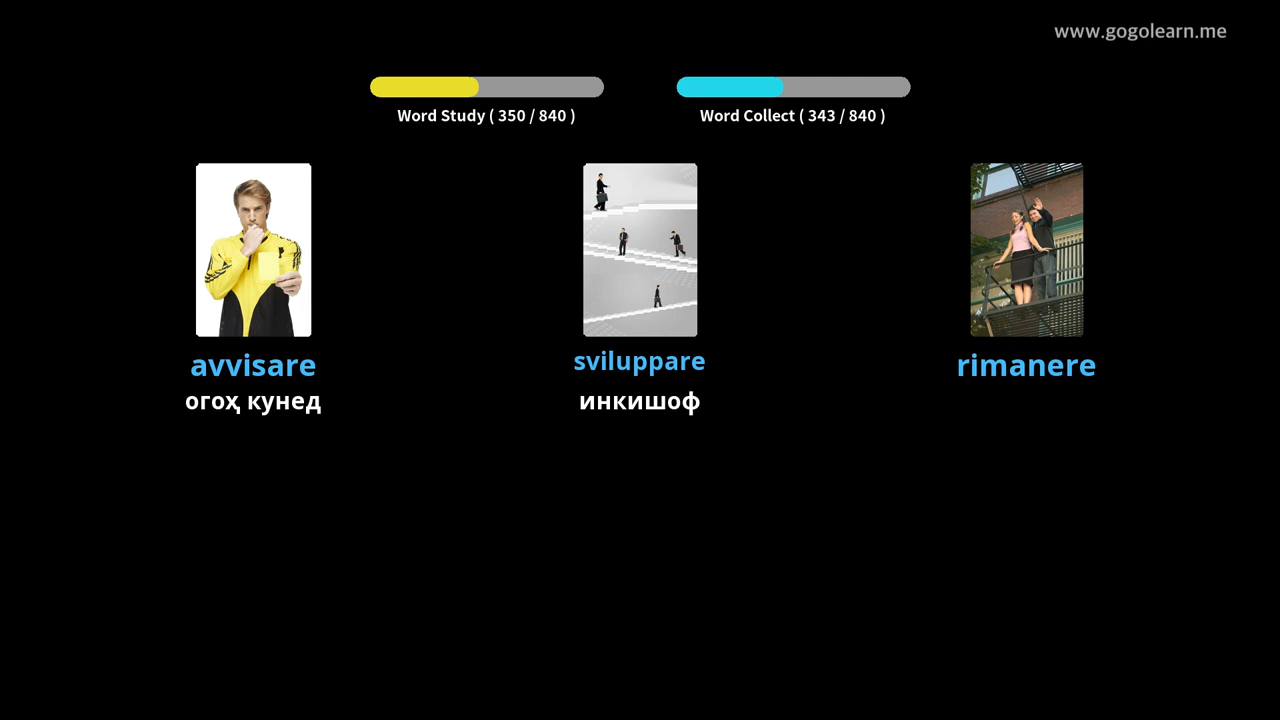 www.gogolearn.me
Word Study ( 350 / 840 )
Word Collect ( 343 / 840 )
avvisare
sviluppare
rimanere
огоҳ кунед
инкишоф